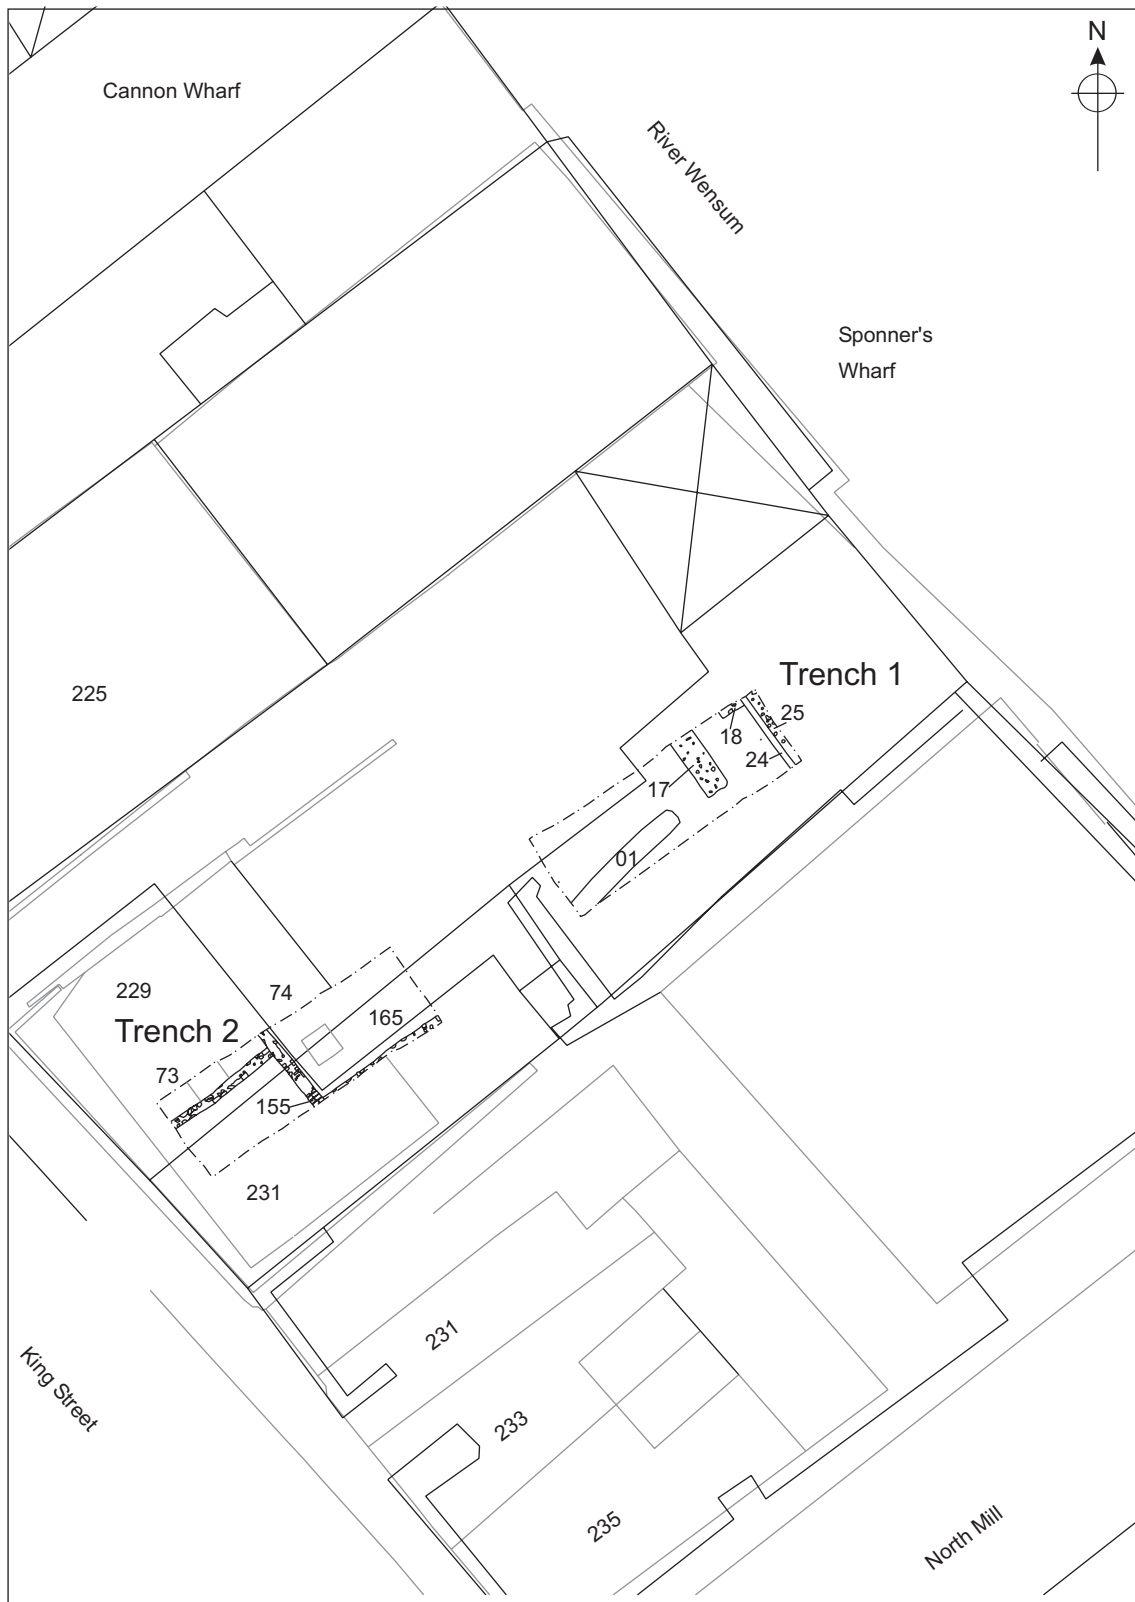 N
Cannon Wharf
River Wensum
Sponner's
Wharf
Trench 1
225
25
18
24
17
01
229
74
165
Trench 2
73
155
231
231
King Street
233
235
North Mill